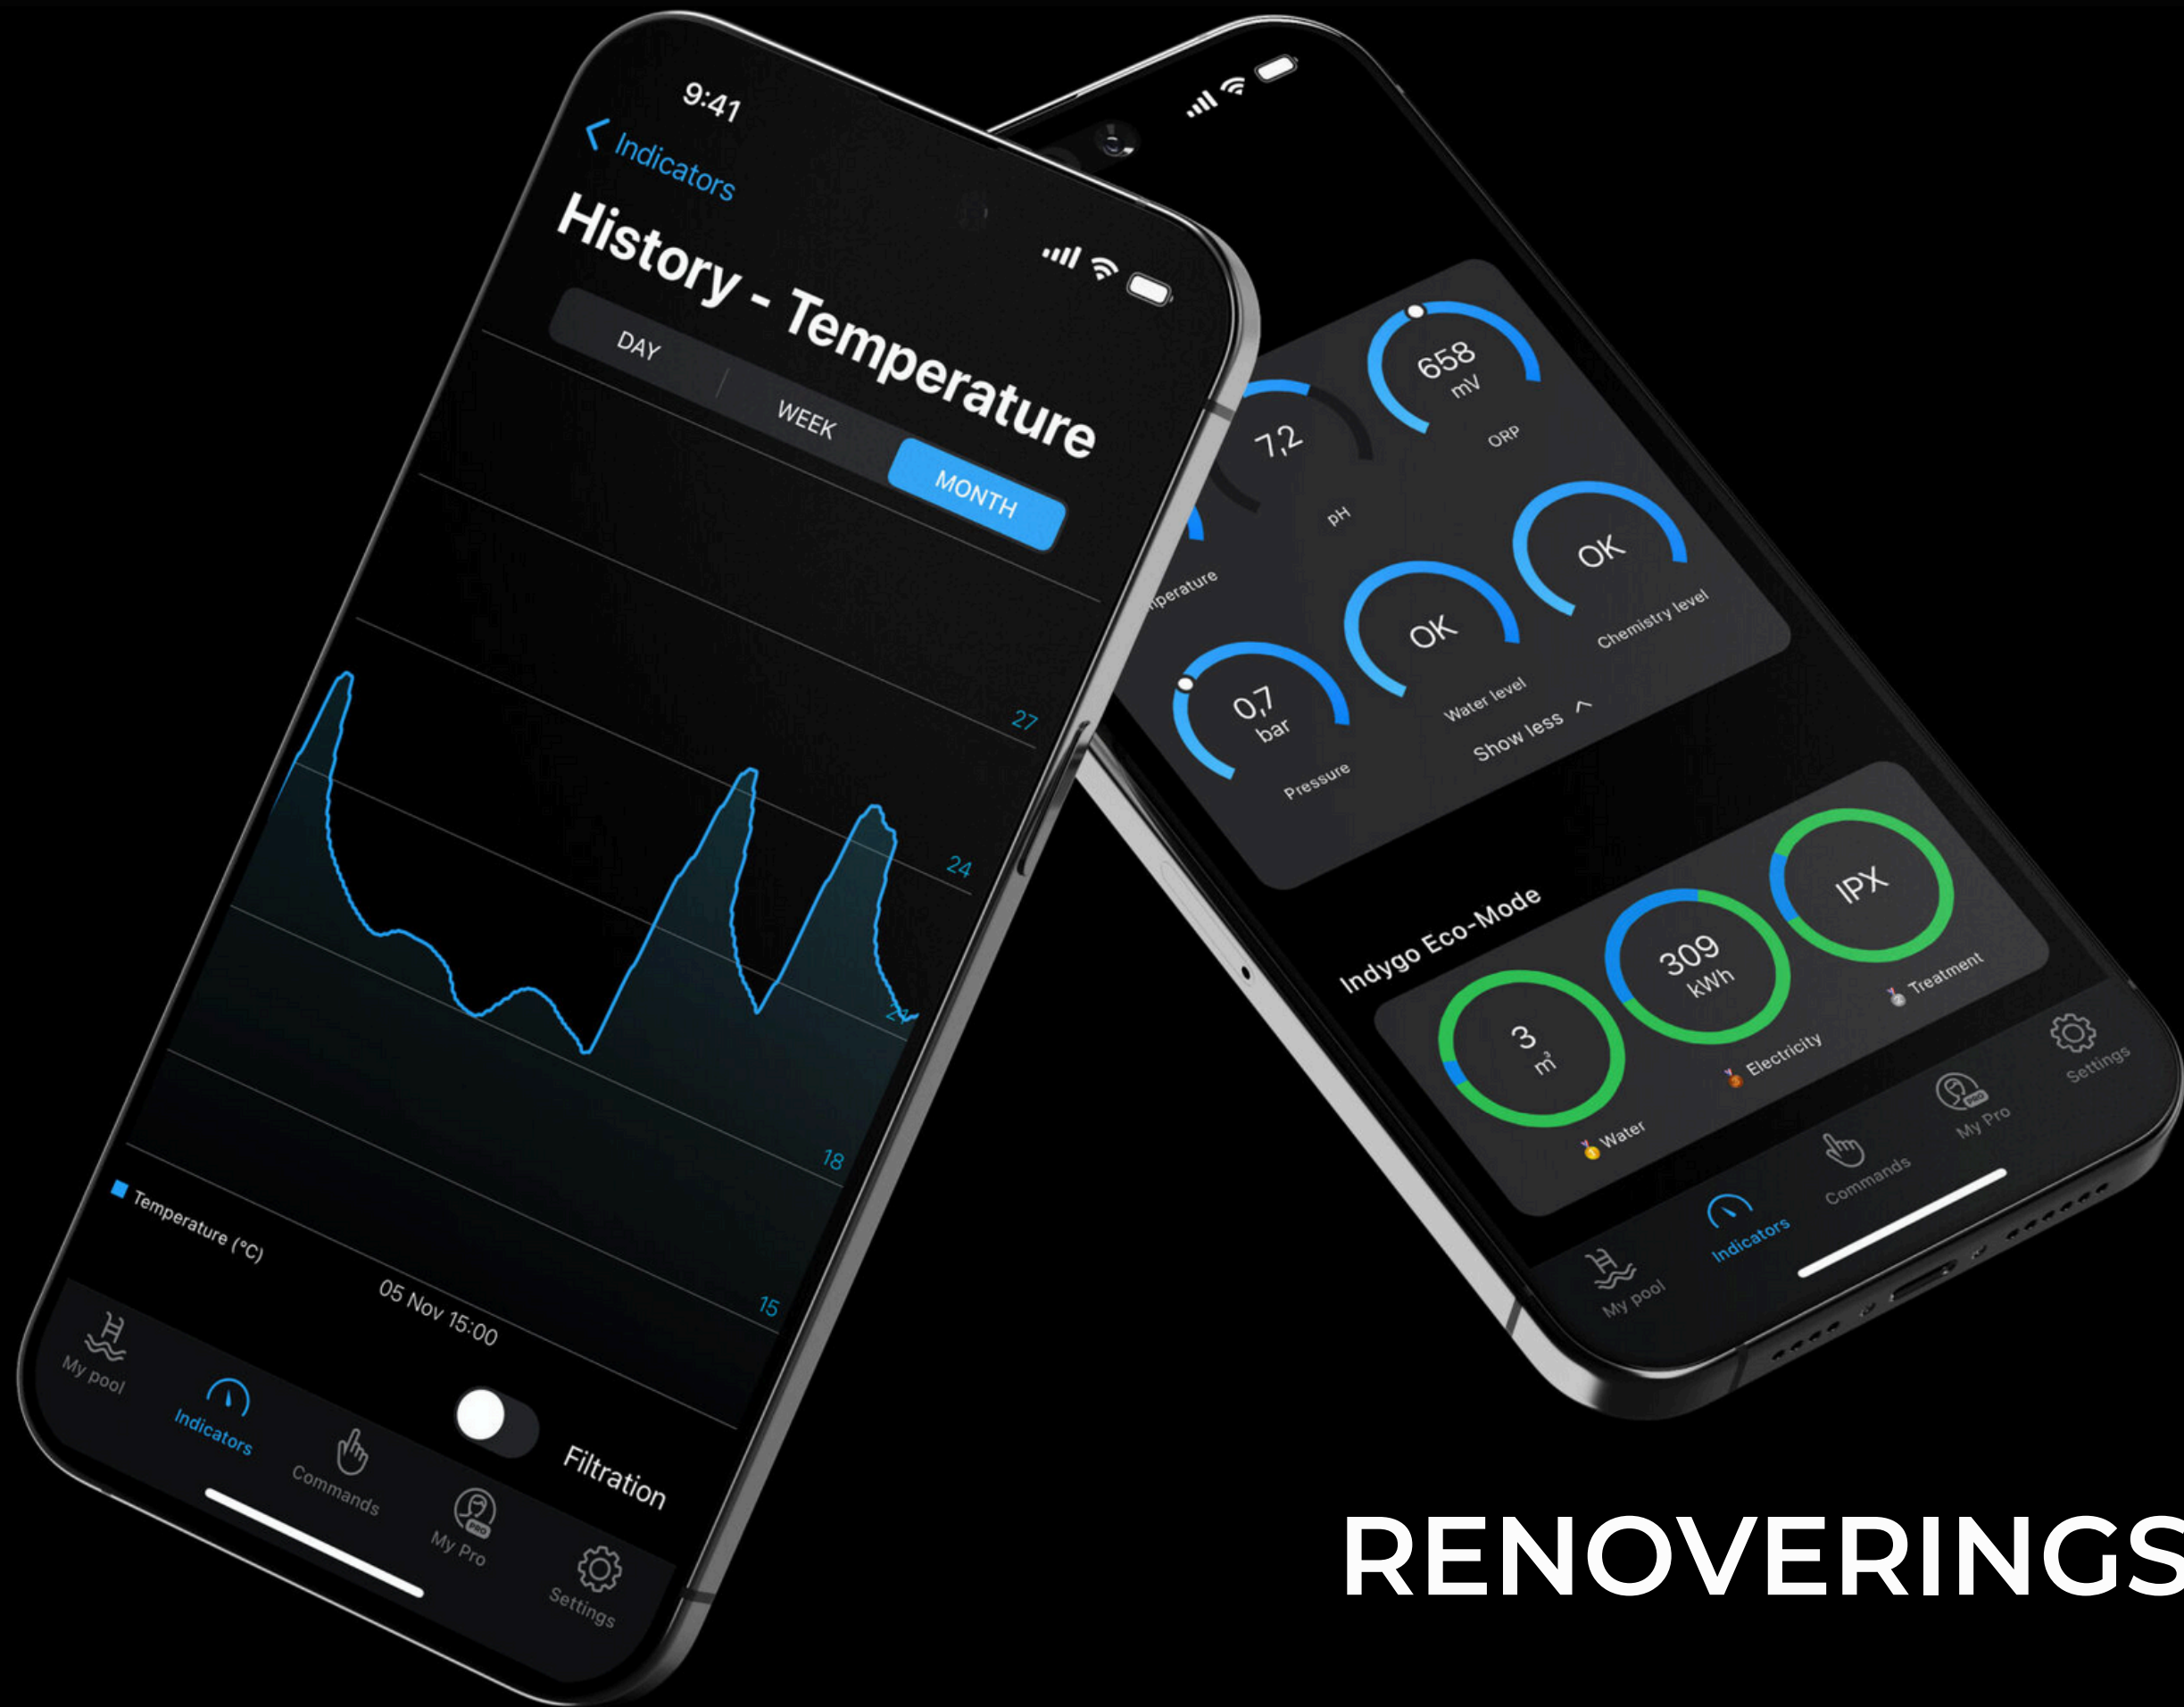 9:41
Indicators
History - Temperature
DAY
WEEK
MONTH
27
24
21
18
15
Temperature (°C)
05 Nov 15:00
Filtration
My pool
Indicators
Commands
PRO
My Pro
Settings
7,2
pH
658
mV
ORP
0,7
bar
Pressure
OK
Water level
OK
Chemistry level
Show less
Indygo Eco-Mode
3
m³
Water
309
kWh
Electricity
IPX
Treatment
My pool
Indicators
Commands
PRO
My Pro
Settings
RENOVERINGS